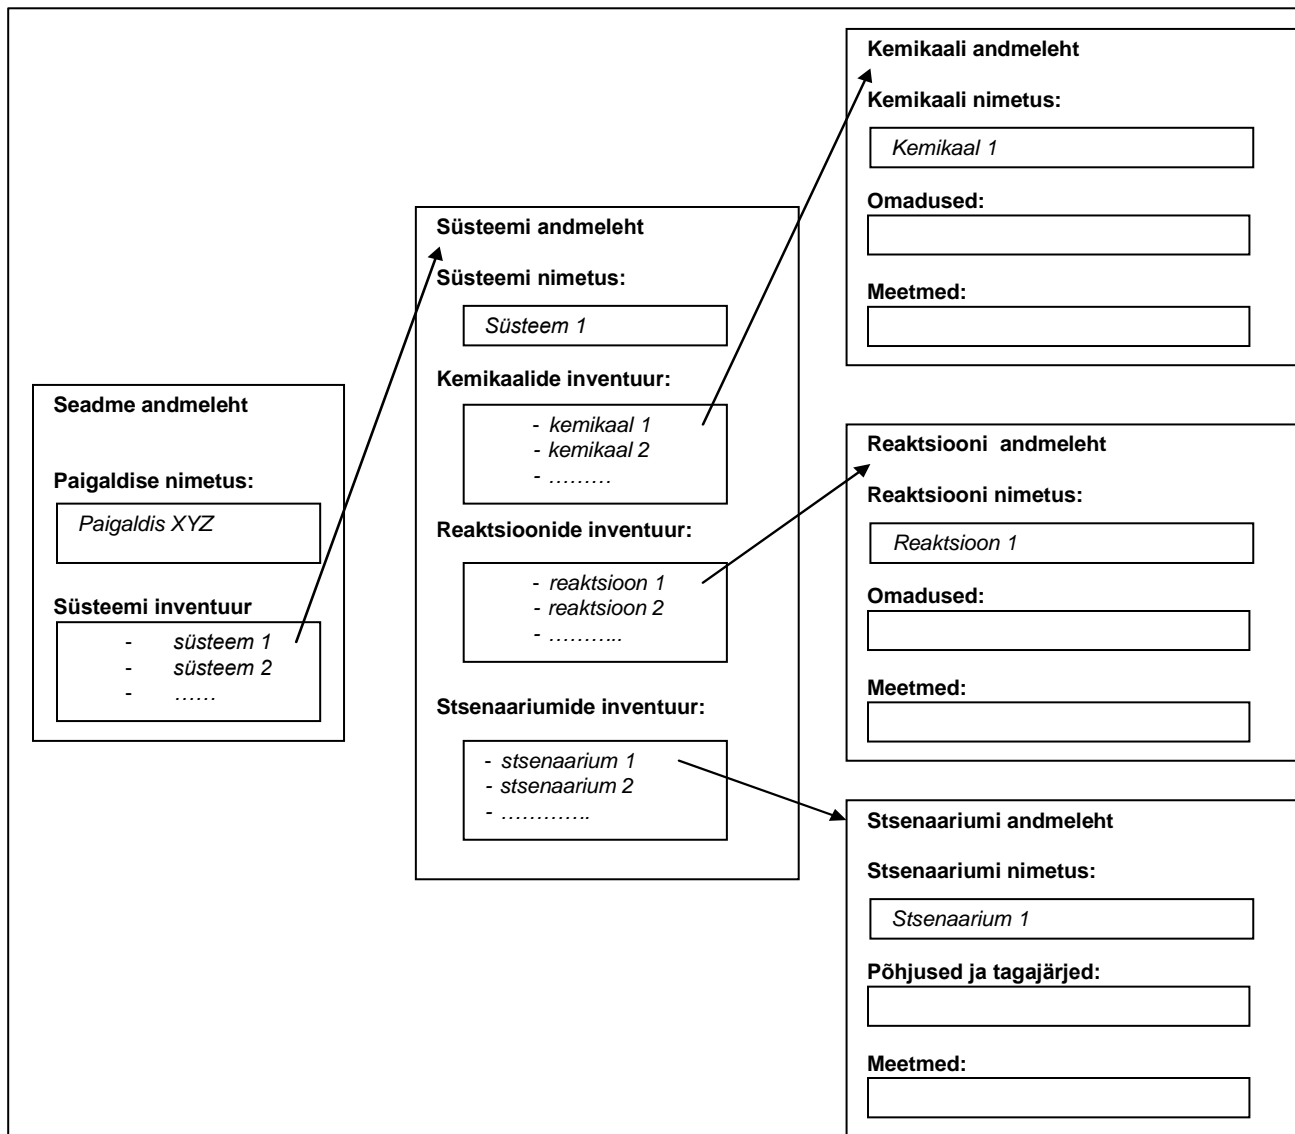 Seadme andmeleht
Paigaldise nimetus:
Paigaldis XYZ
Süsteemi inventuur
- süsteem 1
- süsteem 2
- ......
Süsteemi andmeleht
Süsteemi nimetus:
Süsteem 1
Kemikaalide inventuur:
- kemikaal 1
- kemikaal 2
- .........
Reaktsioonide inventuur:
- reaktsioon 1
- reaktsioon 2
- ...........
Stsenaariumide inventuur:
- stsenaarium 1
- stsenaarium 2
- .............
Kemikaali andmeleht
Kemikaali nimetus:
Kemikaal 1
Omadused:
Meetmed:
Reaktsiooni andmeleht
Reaktsiooni nimetus:
Reaktsioon 1
Omadused:
Meetmed:
Stsenaariumi andmeleht
Stsenaariumi nimetus:
Stsenaarium 1
Põhjused ja tagajärjed:
Meetmed: